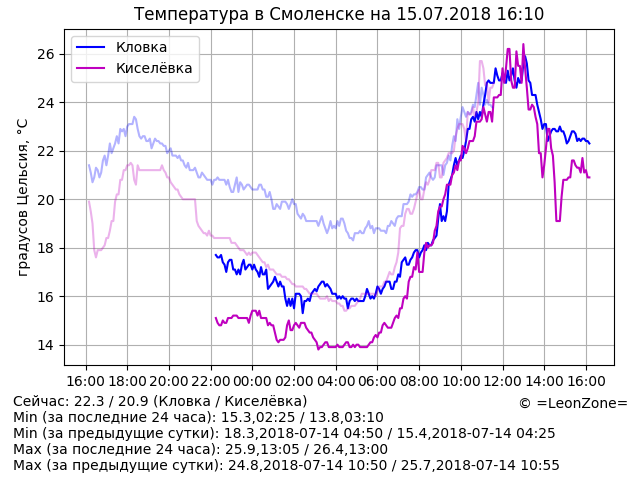 Температура в Смоленске на 15.07.2018 16:10
Кловка
Киселёвка
градусов Цельсия, °C
26
24
22
20
18
16
14
16:00 18:00 20:00 22:00 00:00 02:00 04:00 06:00 08:00 10:00 12:00 14:00 16:00
Сейчас: 22.3 / 20.9 (Кловка / Киселёвка)
© =LeonZone=
Min (за последние 24 часа): 15.3,02:25 / 13.8,03:10
Min (за предыдущие сутки): 18.3,2018-07-14 04:50 / 15.4,2018-07-14 04:25
Max (за последние 24 часа): 25.9,13:05 / 26.4,13:00
Max (за предыдущие сутки): 24.8,2018-07-14 10:50 / 25.7,2018-07-14 10:55